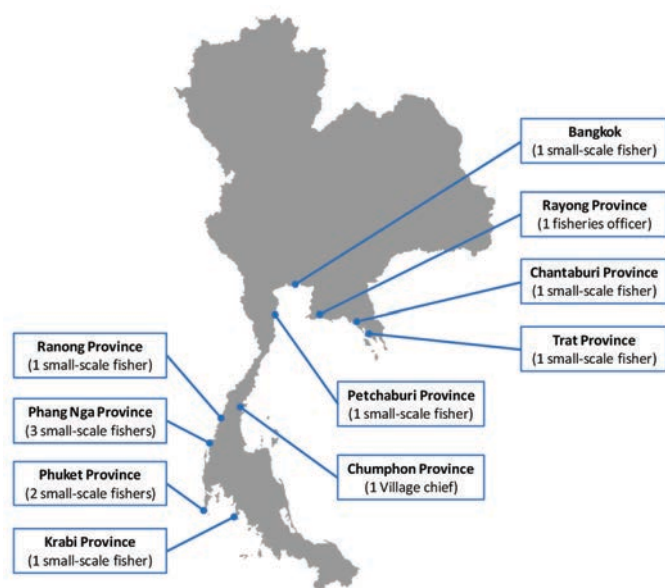 Bangkok
(1 small-scale fisher)
Rayong Province
(1 fisheries officer)
Chantaburi Province
(1 small-scale fisher)
Trat Province
(1 small-scale fisher)
Ranong Province
(1 small-scale fisher)
Petchaburi Province
(1 small-scale fisher)
Phang Nga Province
(3 small-scale fishers)
Chumphon Province
(1 Village chief)
Phuket Province
(2 small-scale fishers)
Krabi Province
(1 small-scale fisher)